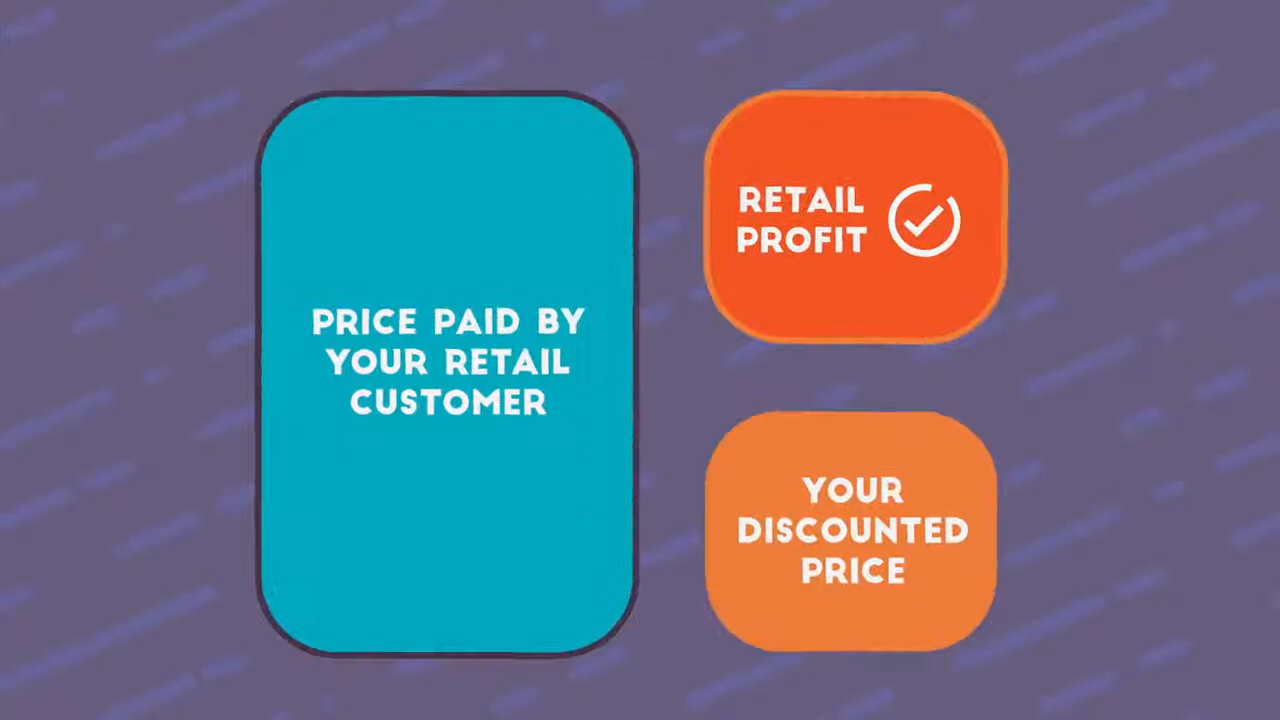 PRICE PAID BY
YOUR RETAIL
CUSTOMER
RETAIL
PROFIT
YOUR
DISCOUNTED
PRICE